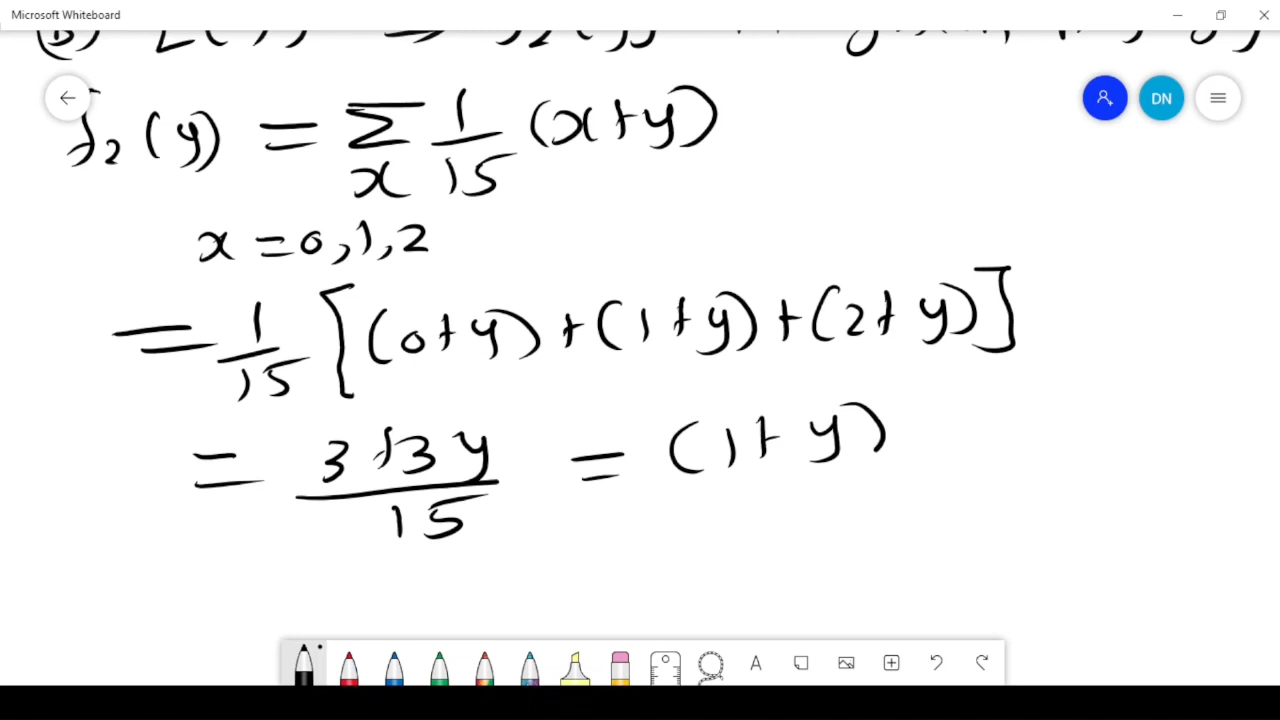 Microsoft Whiteboard
DN
f₂(y) = Σ 1/15 (x+y)
x
x = 0, 1, 2
= 1/15 [(0+y) + (1+y) + (2+y)]
= 3+3y/15 = (1+y)
A